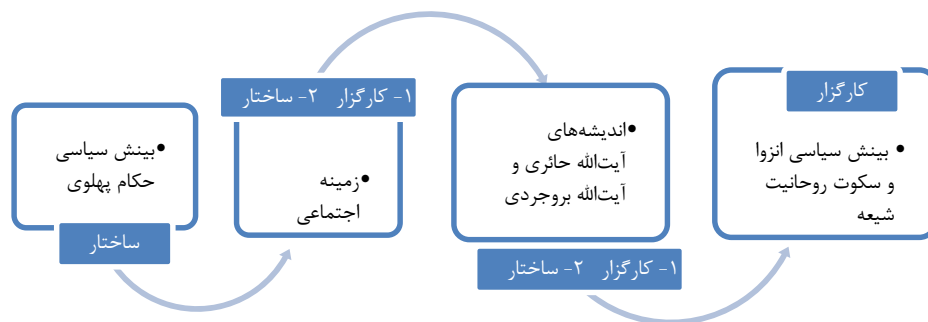 •بینش سیاسی
حکام پهلوی
ساختار
۱- کارگزار ۲- ساختار
•زمینه
اجتماعی
•اندیشه‌های
آیت‌الله حائری و
آیت‌الله بروجردی
۱- کارگزار ۲- ساختار
کارگزار
• بینش سیاسی انزوا
و سکوت روحانیت
شیعه